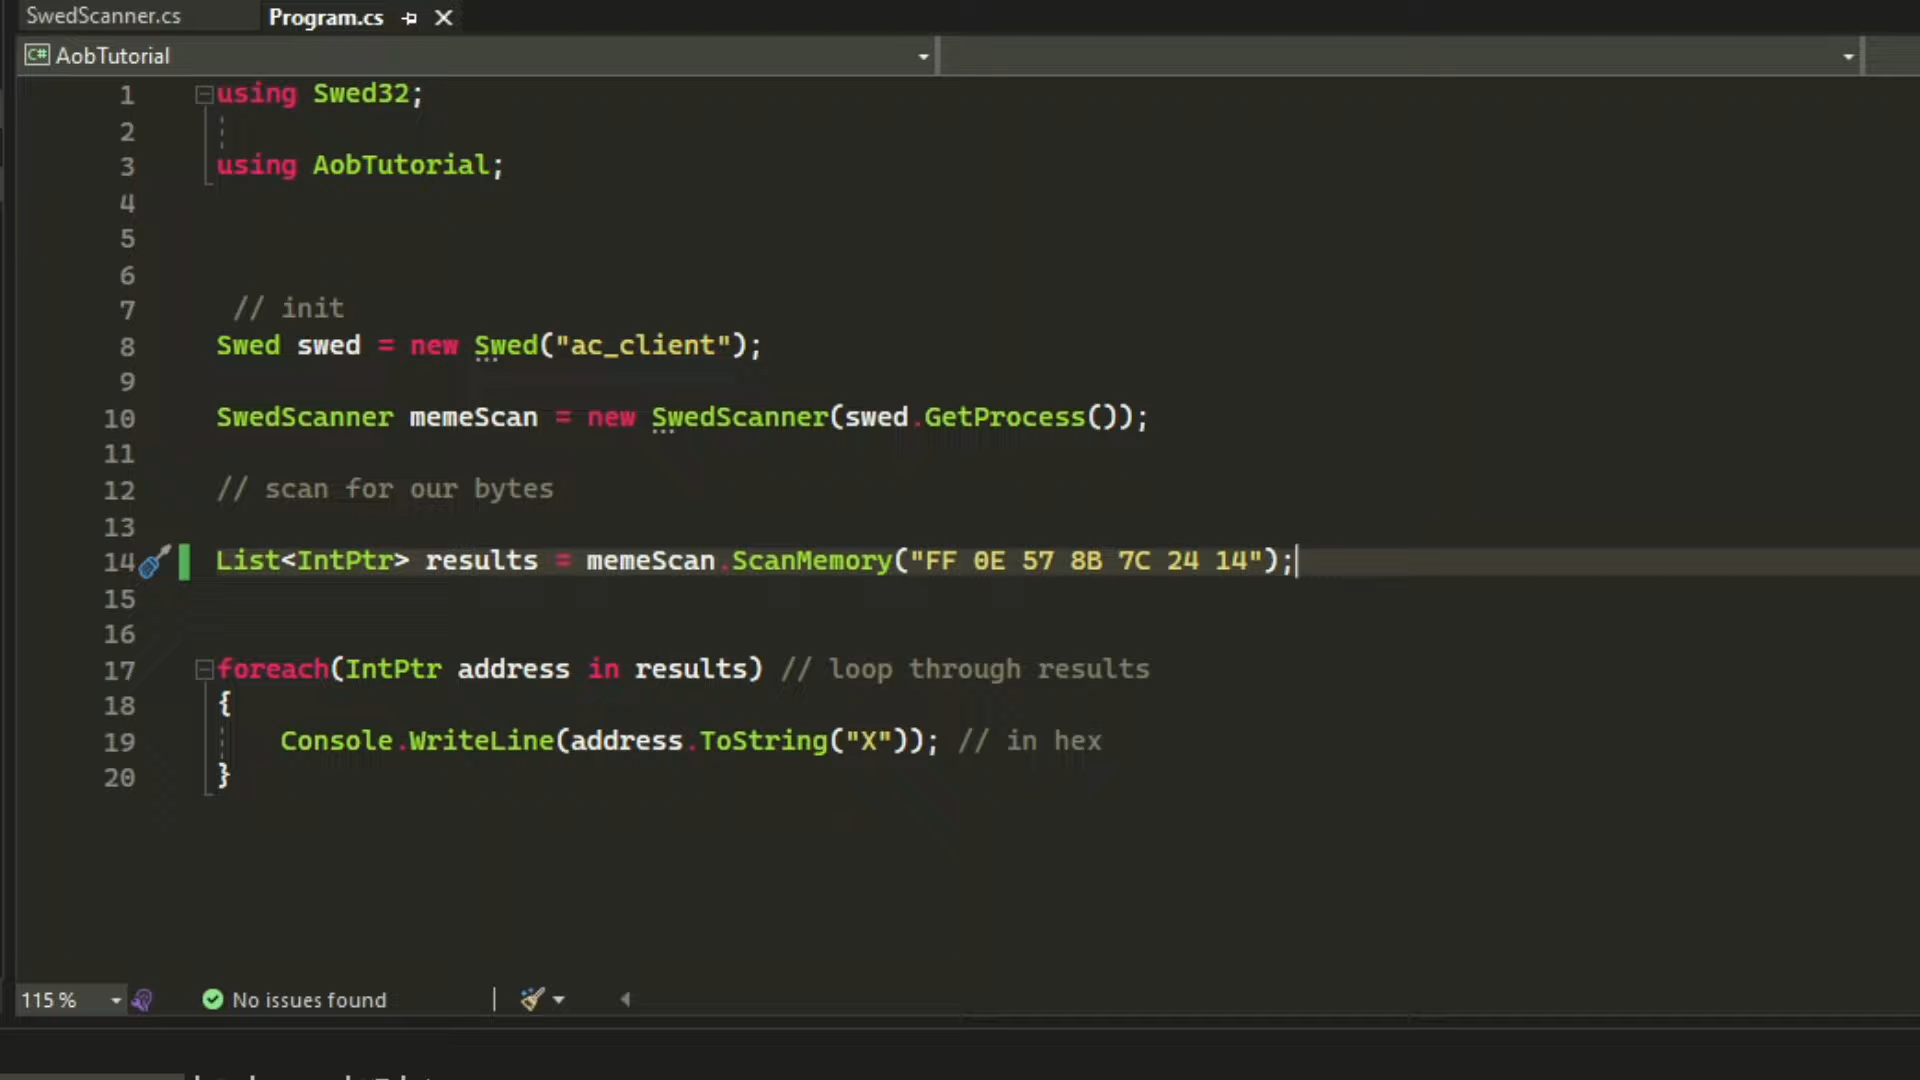 SwedScanner.cs
Program.cs
C# AobTutorial
1 using Swed32;
2
3 using AobTutorial;
4
5
6
7 // init
8 Swed swed = new Swed("ac_client");
9
10 SwedScanner memeScan = new SwedScanner(swed.GetProcess());
11
12 // scan for our bytes
13
14 List<IntPtr> results = memeScan.ScanMemory("FF 0E 57 8B 7C 24 14");
15
16
17 foreach(IntPtr address in results) // loop through results
18 {
19 Console.WriteLine(address.ToString("X")); // in hex
20 }
115 %
No issues found